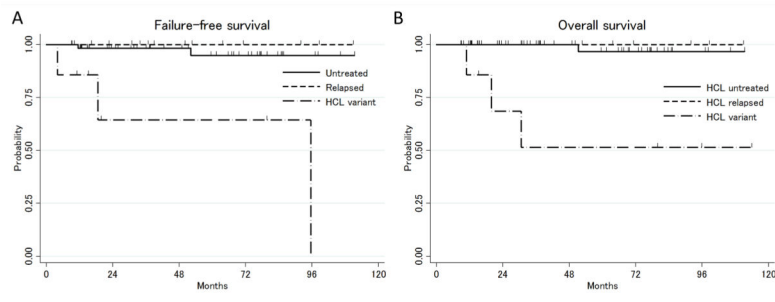 A
Failure-free survival
Probability
1.00
0.75
0.50
0.25
0.00
Untreated
Relapsed
HCL variant
0 24 48 72 96 120
Months
B
Overall survival
Probability
1.00
0.75
0.50
0.25
0.00
HCL untreated
HCL relapsed
HCL variant
0 24 48 72 96 120
Months